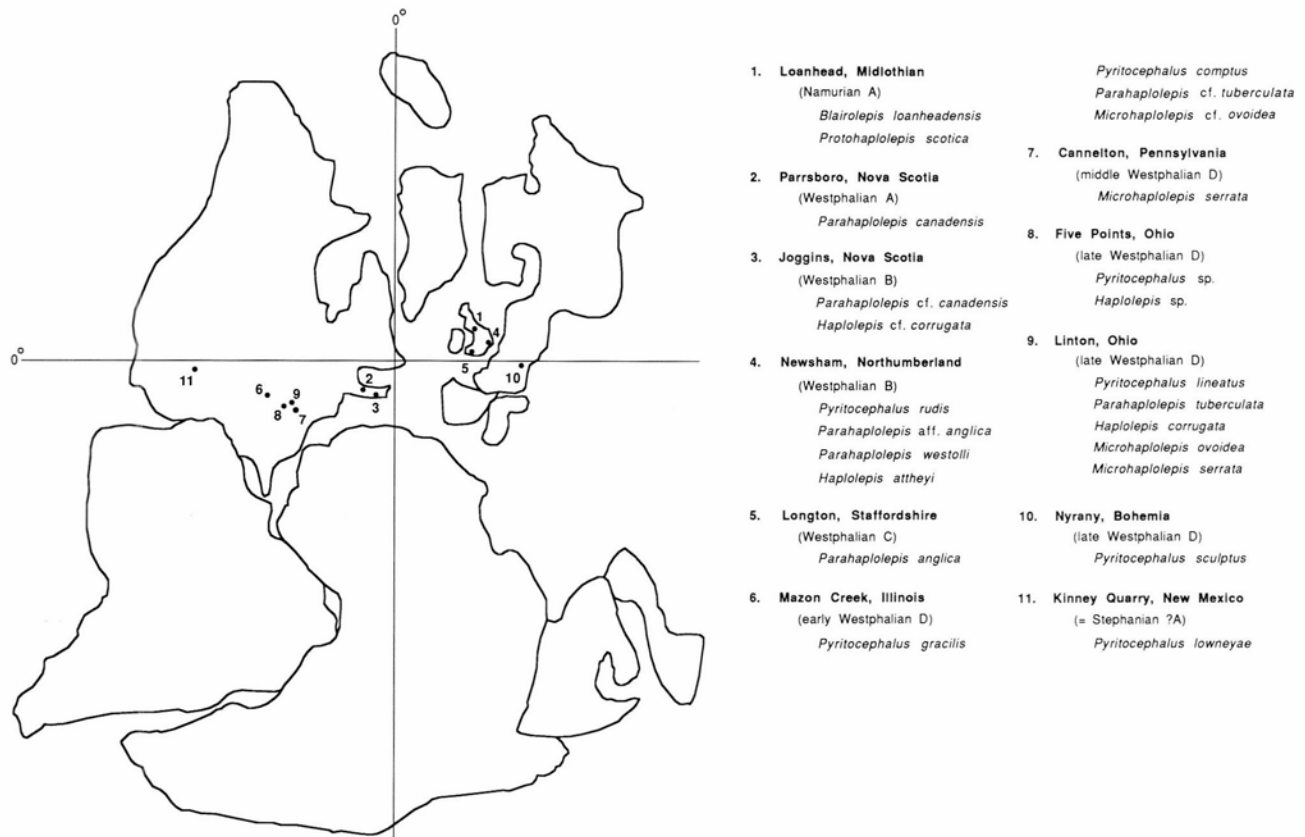 0°
0°
1
4
5
10
11
6
9
8
7
2
3
1. Loanhead, Midlothian
(Namurian A)
Blairolepis loanheadensis
Protohaplolepis scotica
2. Parrsboro, Nova Scotia
(Westphalian A)
Parahaplolepis canadensis
3. Joggins, Nova Scotia
(Westphalian B)
Parahaplolepis cf. canadensis
Haplolepis cf. corrugata
4. Newsham, Northumberland
(Westphalian B)
Pyritocephalus rudis
Parahaplolepis aff. anglica
Parahaplolepis westolli
Haplolepis attheyi
5. Longton, Staffordshire
(Westphalian C)
Parahaplolepis anglica
6. Mazon Creek, Illinois
(early Westphalian D)
Pyritocephalus gracilis
Pyritocephalus comptus
Parahaplolepis cf. tuberculata
Microhaplolepis cf. ovoidea
7. Cannelton, Pennsylvania
(middle Westphalian D)
Microhaplolepis serrata
8. Five Points, Ohio
(late Westphalian D)
Pyritocephalus sp.
Haplolepis sp.
9. Linton, Ohio
(late Westphalian D)
Pyritocephalus lineatus
Parahaplolepis tuberculata
Haplolepis corrugata
Microhaplolepis ovoidea
Microhaplolepis serrata
10. Nyrany, Bohemia
(late Westphalian D)
Pyritocephalus sculptus
11. Kinney Quarry, New Mexico
(= Stephanian ?A)
Pyritocephalus lowneyae